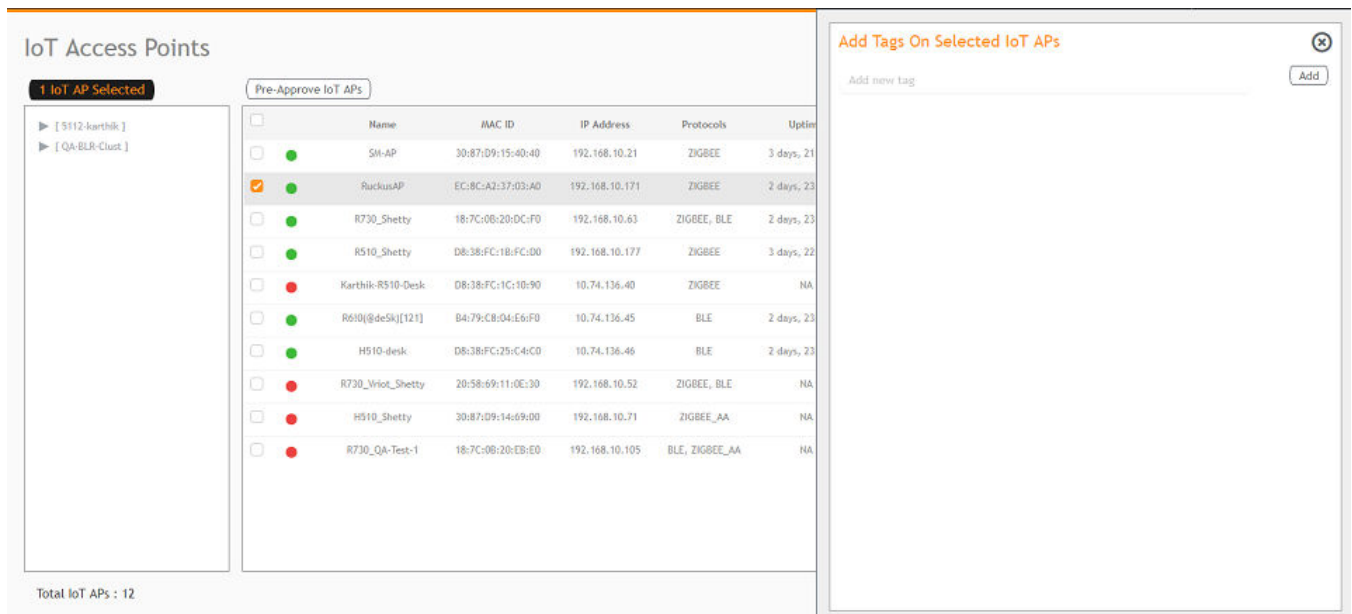 IoT Access Points
1 IoT AP Selected
Pre-Approve IoT APs
[ 5112-karthik ]
[ QA-BLR-Clust ]
Name MAC ID IP Address Protocols Uptim
SM-AP 30:87:D9:15:40:40 192.168.10.21 ZIGBEE 3 days, 21
RuckusAP EC:8C:A2:37:03:A0 192.168.10.171 ZIGBEE 2 days, 23
R730_Shetty 18:7C:0B:20:DC:F0 192.168.10.63 ZIGBEE, BLE 2 days, 23
R510_Shetty D8:38:FC:1B:FC:D0 192.168.10.177 ZIGBEE 3 days, 22
Karthik-R510-Desk D8:38:FC:1C:10:90 10.74.136.40 ZIGBEE NA
R6!0(@deSk)[121] B4:79:C8:04:E6:F0 10.74.136.45 BLE 2 days, 23
H510-desk D8:38:FC:25:C4:C0 10.74.136.46 BLE 2 days, 23
R730_Vriot_Shetty 20:58:69:11:0E:30 192.168.10.52 ZIGBEE, BLE NA
H510_Shetty 30:87:D9:14:69:00 192.168.10.71 ZIGBEE_AA NA
R730_QA-Test-1 18:7C:0B:20:EB:E0 192.168.10.105 BLE, ZIGBEE_AA NA
Total IoT APs : 12
Add Tags On Selected IoT APs
Add new tag
Add